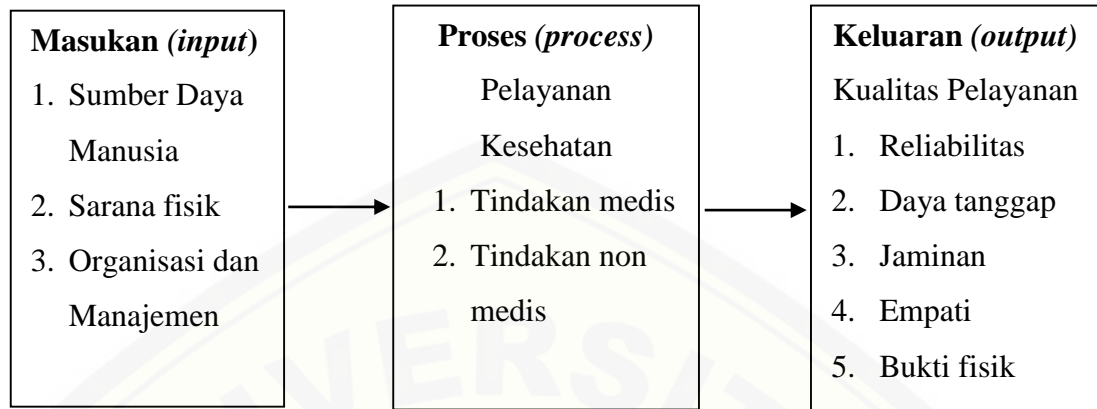 Masukan (input)
1. Sumber Daya
Manusia
2. Sarana fisik
3. Organisasi dan
Manajemen
Proses (process)
Pelayanan
Kesehatan
1. Tindakan medis
2. Tindakan non
medis
Keluaran (output)
Kualitas Pelayanan
1. Reliabilitas
2. Daya tanggap
3. Jaminan
4. Empati
5. Bukti fisik
IVERSIT